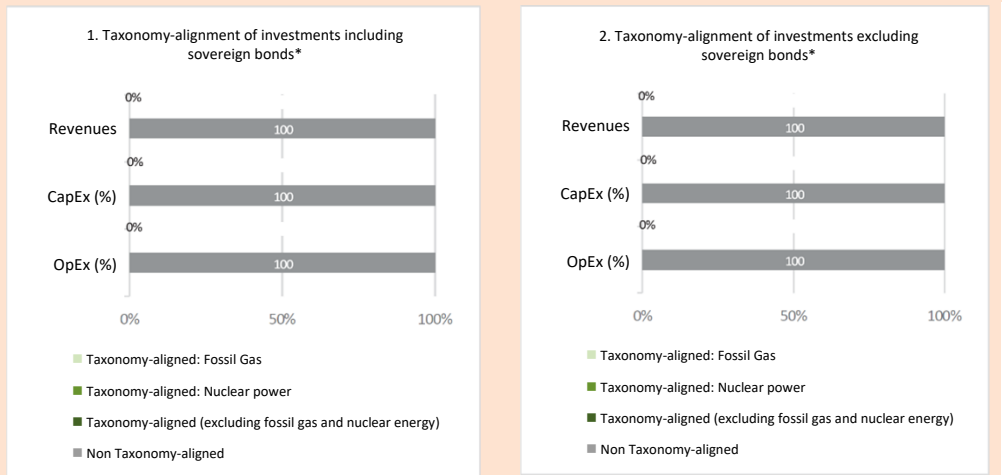 1. Taxonomy-alignment of investments including
sovereign bonds*
0%
Revenues
100
0%
CapEx (%)
100
0%
OpEx (%)
100
0%
50%
100%
Taxonomy-aligned: Fossil Gas
Taxonomy-aligned: Nuclear power
Taxonomy-aligned (excluding fossil gas and nuclear energy)
Non Taxonomy-aligned
2. Taxonomy-alignment of investments excluding
sovereign bonds*
0%
Revenues
100
0%
CapEx (%)
100
0%
OpEx (%)
100
0%
50%
100%
Taxonomy-aligned: Fossil Gas
Taxonomy-aligned: Nuclear power
Taxonomy-aligned (excluding fossil gas and nuclear energy)
Non Taxonomy-aligned